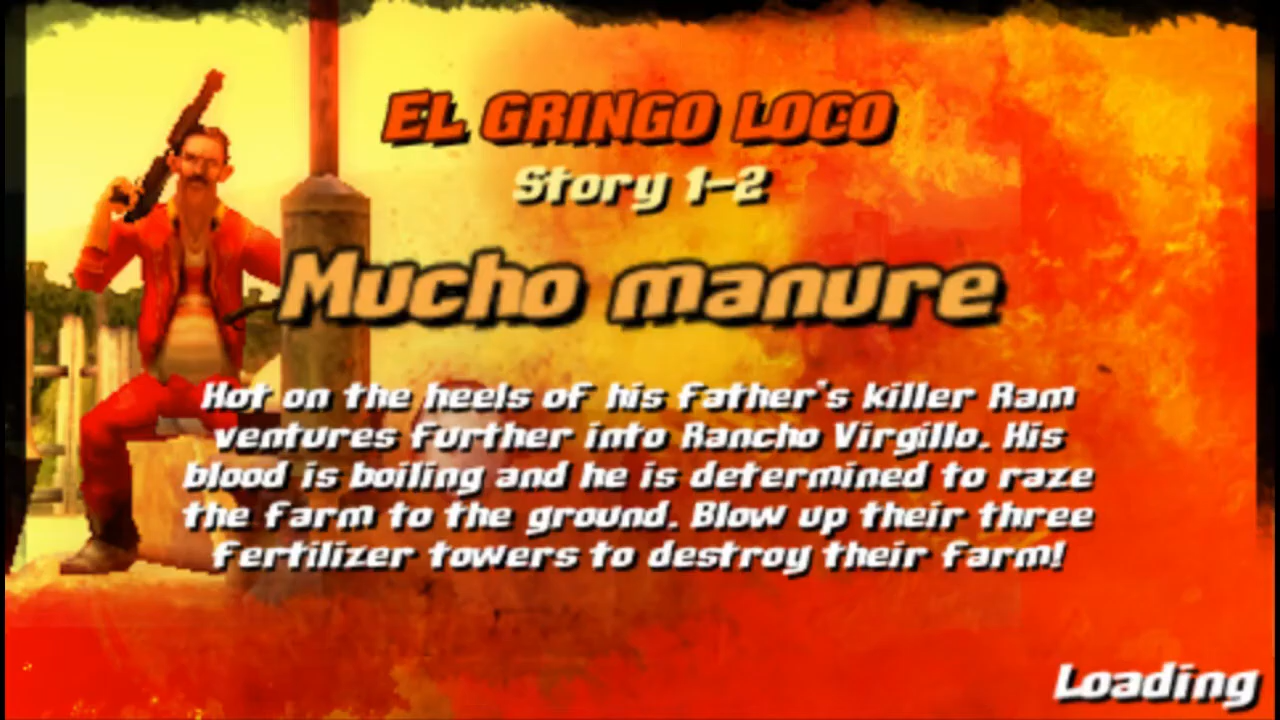 EL GRINGO LOCO
Story 1-2
Mucho manure
Hot on the heels of his father's killer Ram
ventures further into Rancho Virgillo. His
blood is boiling and he is determined to raze
the farm to the ground. Blow up their three
fertilizer towers to destroy their farm!
Loading